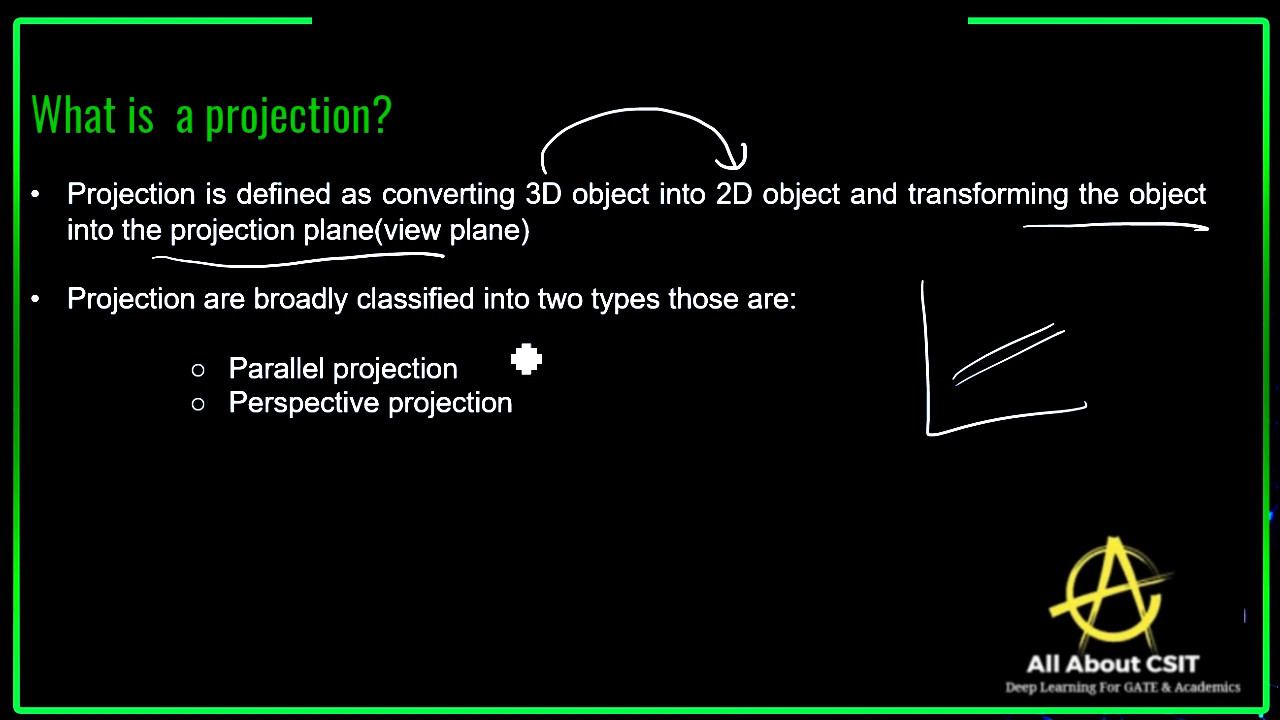 What is a projection?
• Projection is defined as converting 3D object into 2D object and transforming the object
into the projection plane(view plane)
• Projection are broadly classified into two types those are:
○ Parallel projection
○ Perspective projection
All About CSIT
Deep Learning For GATE & Academics